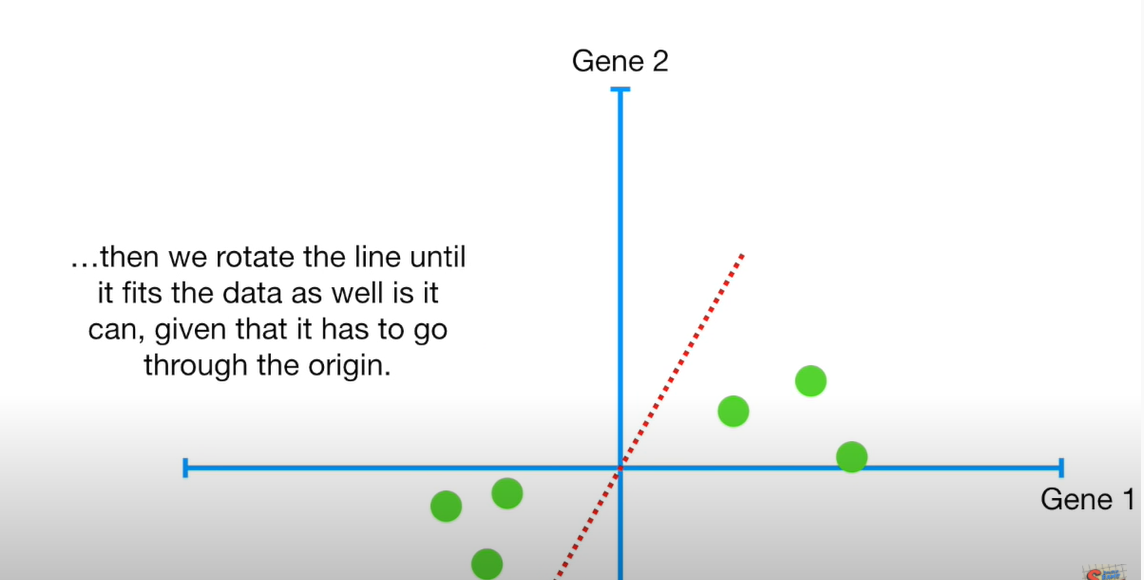 Gene 2
…then we rotate the line until
it fits the data as well is it
can, given that it has to go
through the origin.
Gene 1